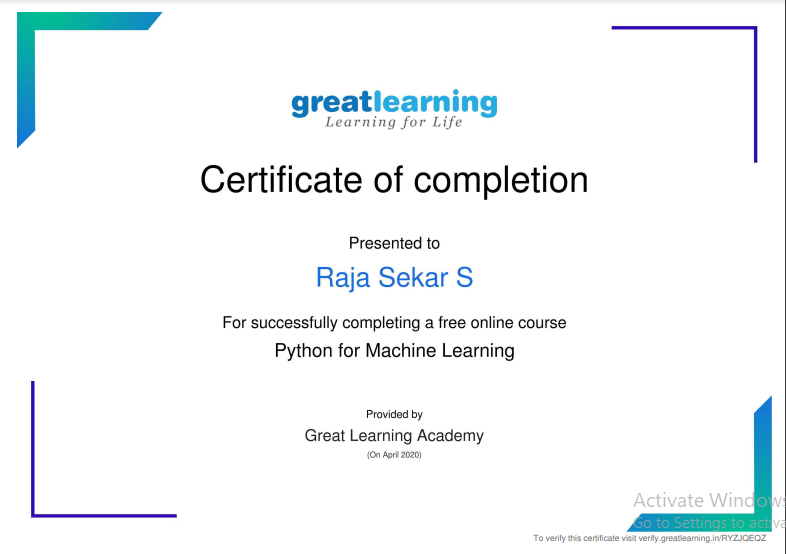 greatlearning
Learning for Life
Certificate of completion
Presented to
Raja Sekar S
For successfully completing a free online course
Python for Machine Learning
Provided by
Great Learning Academy
(On April 2020)
Activate Windows
Go to Settings to activa
To verify this certificate visit verify.greatlearning.in/RYZJQEQZ